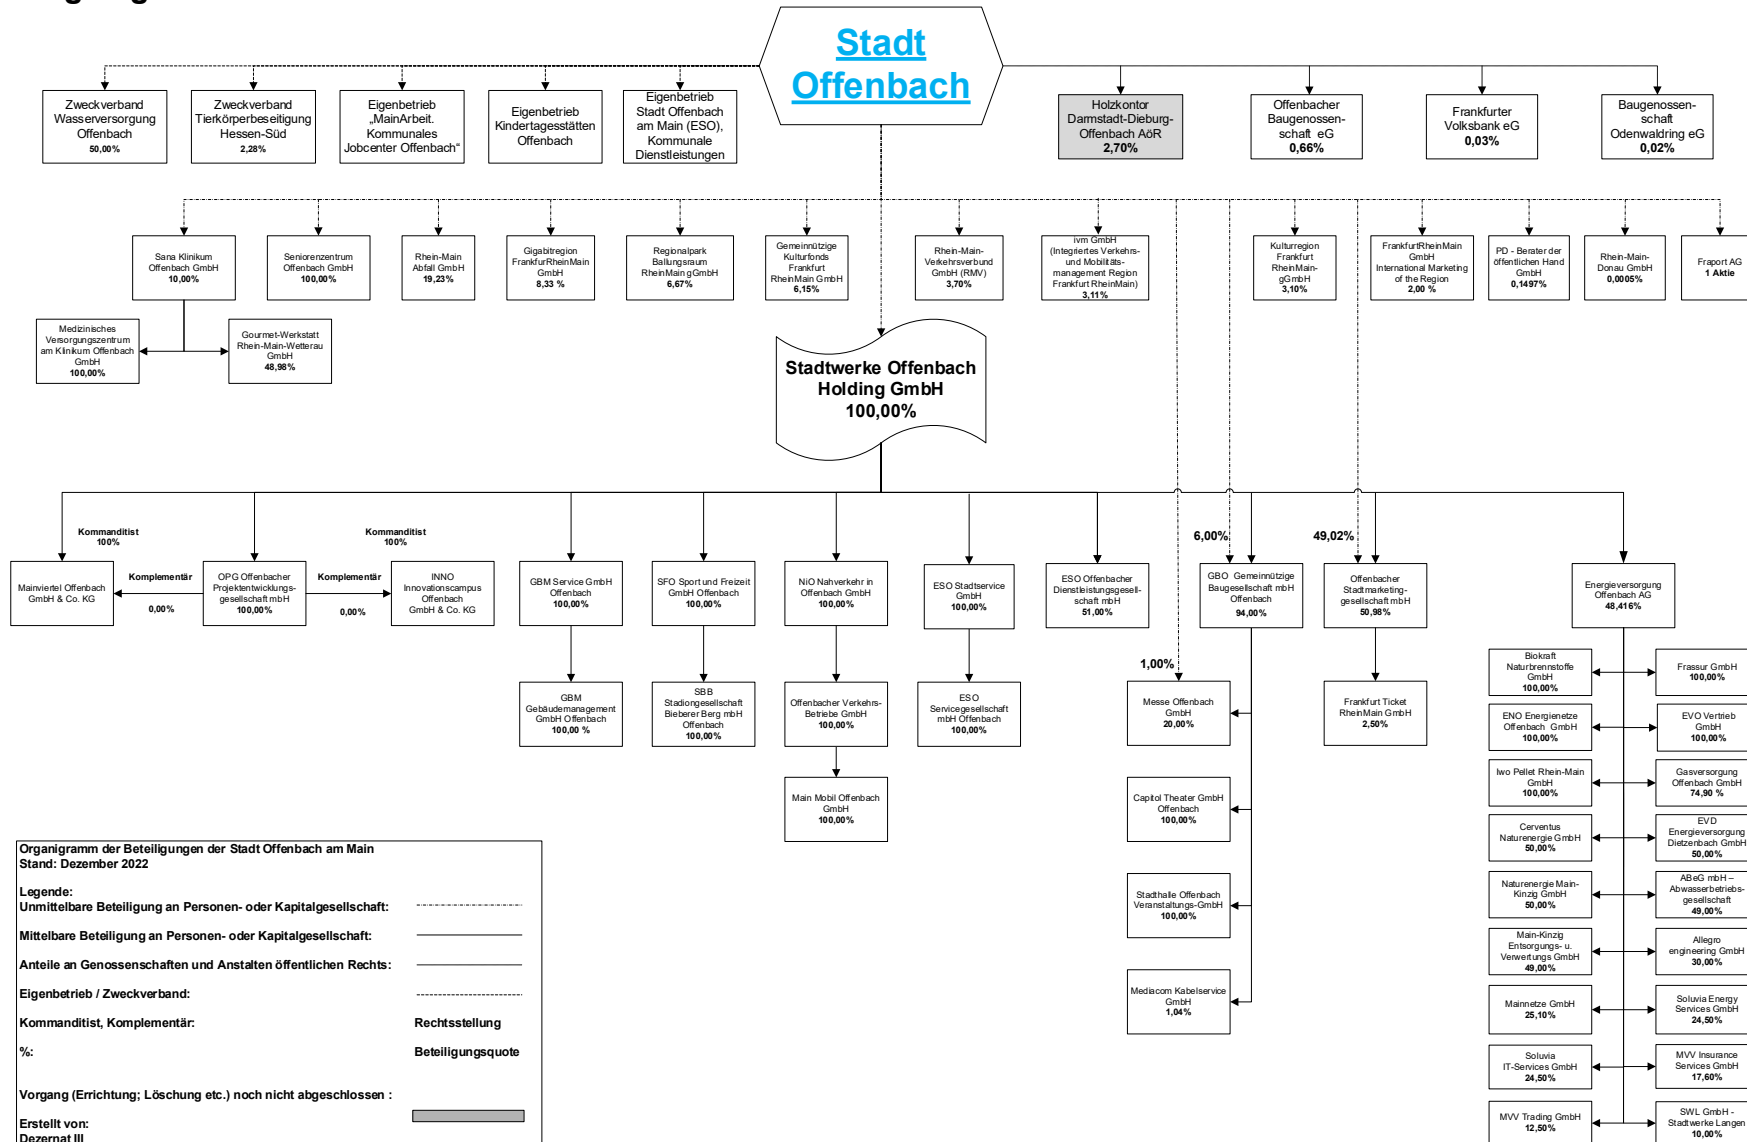 Stadt
Offenbach
Zweckverband
Wasserversorgung
Offenbach
50,00%
Zweckverband
Tierkörperbeseitigung
Hessen-Süd
2,28%
Eigenbetrieb
„MainArbeit.
Kommunales
Jobcenter Offenbach“
Eigenbetrieb
Kindertagesstätten
Offenbach
Eigenbetrieb
Stadt Offenbach
am Main (ESO),
Kommunale
Dienstleistungen
Holzkontor
Darmstadt-Dieburg-
Offenbach AöR
2,70%
Offenbacher
Baugenossen-
schaft eG
0,66%
Frankfurter
Volksbank eG
0,03%
Baugenossen-
schaft
Odenwaldring eG
0,02%
Sana Klinikum
Offenbach GmbH
10,00%
Seniorenzentrum
Offenbach GmbH
100,00%
Rhein-Main
Abfall GmbH
19,23%
Gigabitregion
FrankfurRheinMain
GmbH
8,33 %
Regionalpark
Ballungsraum
RheinMain gGmbH
6,67%
Gemeinnützige
Kulturfonds
Frankfurt
RheinMain GmbH
6,15%
Rhein-Main-
Verkehrsverbund
GmbH (RMV)
3,70%
ivm GmbH
(Integriertes Verkehrs-
und Mobilitäts-
management Region
Frankfurt RheinMain)
3,11%
Kulturregion
Frankfurt
RheinMain-
gGmbH
3,10%
FrankfurtRheinMain
GmbH
International Marketing
of the Region
2,00 %
PD - Berater der
öffentlichen Hand
GmbH
0,1497%
Rhein-Main-
Donau GmbH
0,0005%
Fraport AG
1 Aktie
Medizinisches
Versorgungszentrum
am Klinikum Offenbach
GmbH
100,00%
Gourmet-Werkstatt
Rhein-Main-Wetterau
GmbH
48,98%
Stadtwerke Offenbach
Holding GmbH
100,00%
Kommanditist
100%
Kommanditist
100%
6,00%
49,02%
Mainviertel Offenbach
GmbH & Co. KG
Komplementär
0,00%
OPG Offenbacher
Projektentwicklungs-
gesellschaft mbH
100,00%
Komplementär
0,00%
INNO
Innovationscampus
Offenbach
GmbH & Co. KG
GBM Service GmbH
Offenbach
100,00%
SFO Sport und Freizeit
GmbH Offenbach
100,00%
NiO Nahverkehr in
Offenbach GmbH
100,00%
ESO Stadtservice
GmbH
100,00%
ESO Offenbacher
Dienstleistungsgesell-
schaft mbH
51,00%
GBO Gemeinnützige
Baugesellschaft mbH
Offenbach
94,00%
Offenbacher
Stadtmarketing-
gesellschaft mbH
50,98%
Energieversorgung
Offenbach AG
48,416%
GBM
Gebäudemanagement
GmbH Offenbach
100,00 %
SBB
Stadiongesellschaft
Bieberer Berg mbH
Offenbach
100,00%
Offenbacher Verkehrs-
Betriebe GmbH
100,00%
ESO
Servicegesellschaft
mbH Offenbach
100,00%
1,00%
Messe Offenbach
GmbH
20,00%
Frankfurt Ticket
RheinMain GmbH
2,50%
Main Mobil Offenbach
GmbH
100,00%
Capitol Theater GmbH
Offenbach
100,00%
Stadthalle Offenbach
Veranstaltungs-GmbH
100,00%
Mediacom Kabelservice
GmbH
1,04%
Biokraft
Naturbrennstoffe
GmbH
100,00%
Frassur GmbH
100,00%
ENO Energienetze
Offenbach GmbH
100,00%
EVO Vertrieb
GmbH
100,00%
Iwo Pellet Rhein-Main
GmbH
100,00%
Gasversorgung
Offenbach GmbH
74,90 %
Cerventus
Naturenergie GmbH
50,00%
EVD
Energieversorgung
Dietzenbach GmbH
50,00%
Naturenergie Main-
Kinzig GmbH
50,00%
ABeG mbH –
Abwasserbetriebs-
gesellschaft
49,00%
Main-Kinzig
Entsorgungs- u.
Verwertungs GmbH
49,00%
Allegro
engineering GmbH
30,00%
Mainnetze GmbH
25,10%
Soluvia Energy
Services GmbH
24,50%
Soluvia
IT-Services GmbH
24,50%
MVV Insurance
Services GmbH
17,60%
MVV Trading GmbH
12,50%
SWL GmbH -
Stadtwerke Langen
10,00%
Organigramm der Beteiligungen der Stadt Offenbach am Main
Stand: Dezember 2022
Legende:
Unmittelbare Beteiligung an Personen- oder Kapitalgesellschaft:
Mittelbare Beteiligung an Personen- oder Kapitalgesellschaft:
Anteile an Genossenschaften und Anstalten öffentlichen Rechts:
Eigenbetrieb / Zweckverband:
Kommanditist, Komplementär: Rechtsstellung
%: Beteiligungsquote
Vorgang (Errichtung; Löschung etc.) noch nicht abgeschlossen :
Erstellt von:
Dezernat III